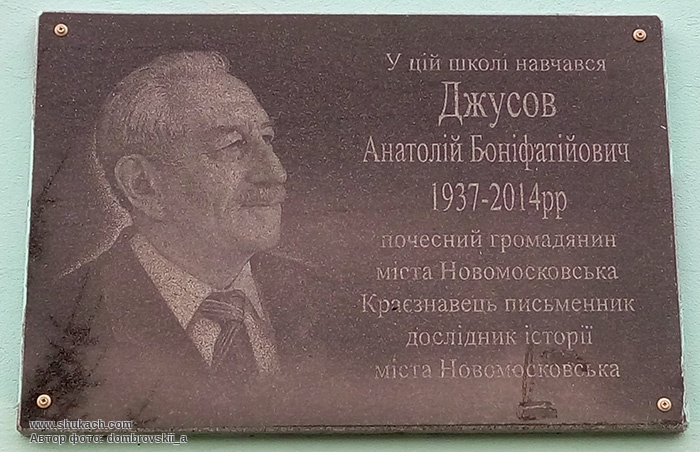 У цій школі навчався
Джусов
Анатолій Боніфатійович
1937-2014рр
почесний громадянин
міста Новомосковська
Краєзнавець письменник
дослідник історії
міста Новомосковська
www.shukach.com
Автор фото: dombrovskii_a